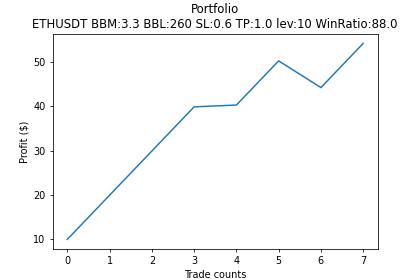 Portfolio
ETHUSDT BBM:3.3 BBL:260 SL:0.6 TP:1.0 lev:10 WinRatio:88.0
Profit ($)
50
40
30
20
10
0 1 2 3 4 5 6 7
Trade counts